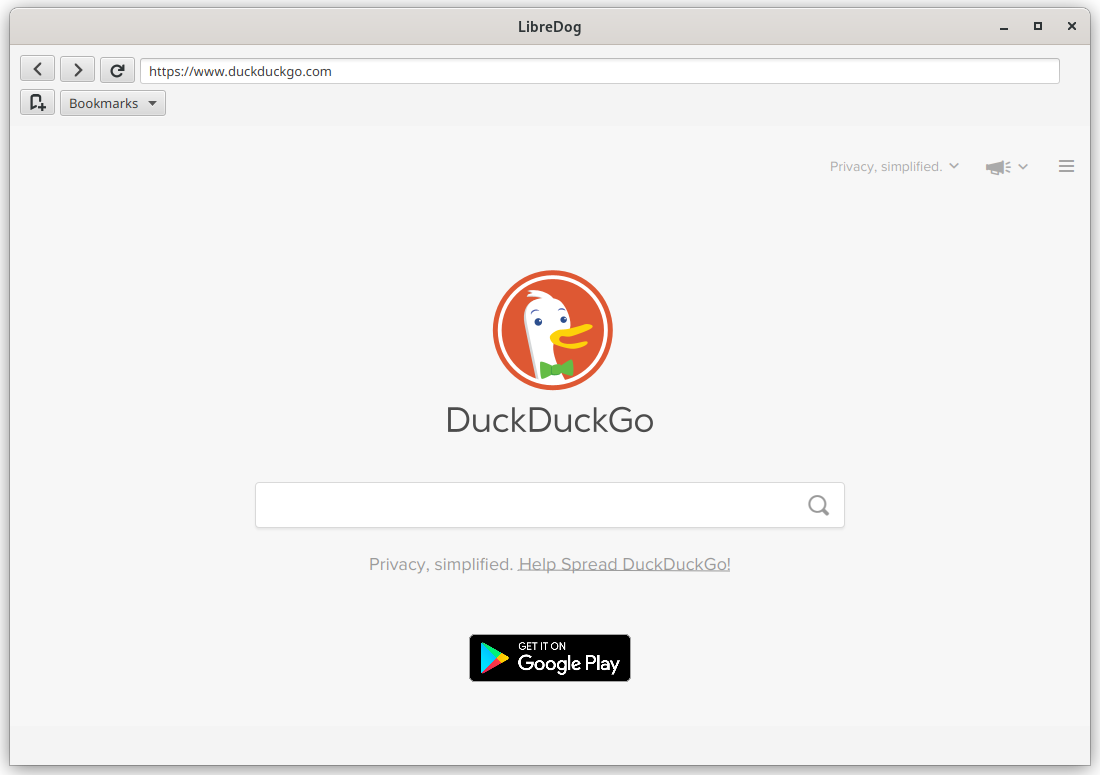 LibreDog
https://www.duckduckgo.com
Bookmarks
Privacy, simplified.
DuckDuckGo
Privacy, simplified. Help Spread DuckDuckGo!
GET IT ON
Google Play